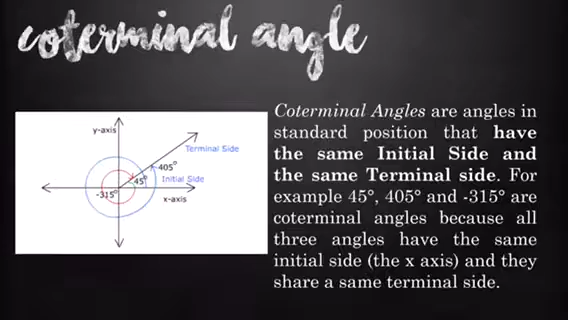 coterminal angle
y-axis
Terminal Side
405°
45°
Initial Side
-315°
x-axis
Coterminal Angles are angles in
standard position that have
the same Initial Side and
the same Terminal side. For
example 45°, 405° and -315° are
coterminal angles because all
three angles have the same
initial side (the x axis) and they
share a same terminal side.